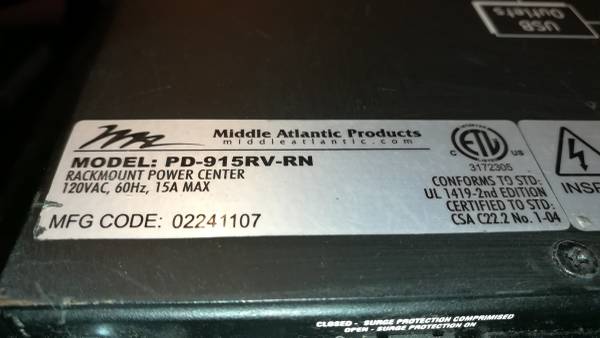 USB
Outlets
Middle Atlantic Products
middleatlantic.com
MODEL: PD-915RV-RN
RACKMOUNT POWER CENTER
120VAC, 60Hz, 15A MAX
MFG CODE: 02241107
C ETL US
3172305
CONFORMS TO STD:
UL 1419-2nd EDITION
CERTIFIED TO STD:
CSA C22.2 No. 1-04
CLOSED - SURGE PROTECTION COMPRIMISED
OPEN - SURGE PROTECTION ON